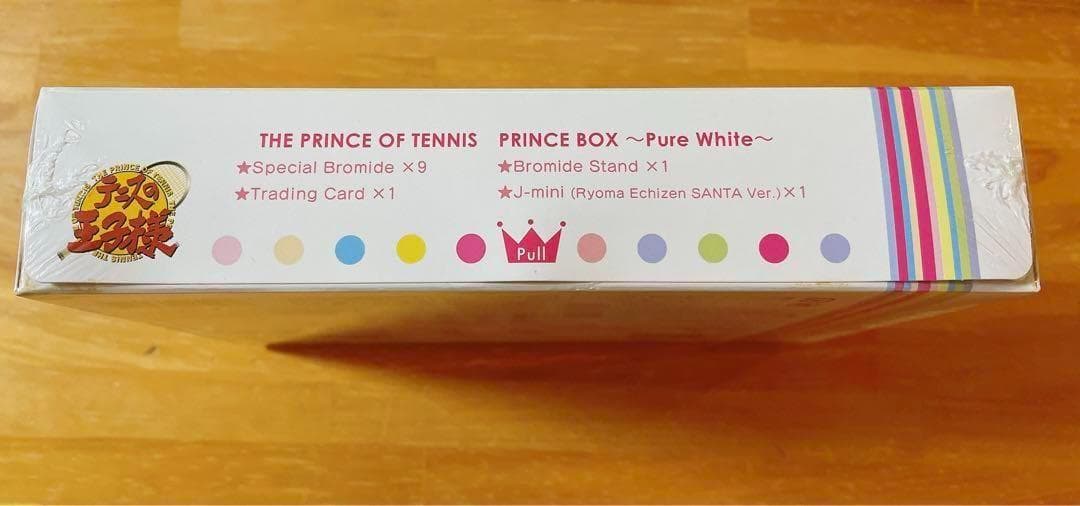 THE PRINCE OF TENNIS PRINCE BOX ～Pure White～
★Special Bromide ×9 ★Bromide Stand ×1
★Trading Card ×1 ★J-mini (Ryoma Echizen SANTA Ver.)×1
THE PRINCE OF TENNIS
テニスの
王子様
Pull